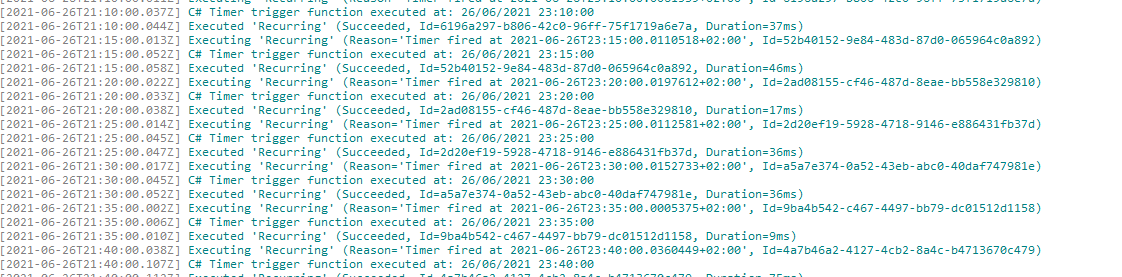 [2021-06-26T21:10:00.037Z] C# Timer trigger function executed at: 26/06/2021 23:10:00
[2021-06-26T21:10:00.044Z] Executed 'Recurring' (Succeeded, Id=6196a297-b806-42c0-96ff-75f1719a6e7a, Duration=37ms)
[2021-06-26T21:15:00.013Z] Executing 'Recurring' (Reason='Timer fired at 2021-06-26T23:15:00.0110518+02:00', Id=52b40152-9e84-483d-87d0-065964c0a892)
[2021-06-26T21:15:00.052Z] C# Timer trigger function executed at: 26/06/2021 23:15:00
[2021-06-26T21:15:00.058Z] Executed 'Recurring' (Succeeded, Id=52b40152-9e84-483d-87d0-065964c0a892, Duration=46ms)
[2021-06-26T21:20:00.022Z] Executing 'Recurring' (Reason='Timer fired at 2021-06-26T23:20:00.0197612+02:00', Id=2ad08155-cf46-487d-8eae-bb558e329810)
[2021-06-26T21:20:00.033Z] C# Timer trigger function executed at: 26/06/2021 23:20:00
[2021-06-26T21:20:00.038Z] Executed 'Recurring' (Succeeded, Id=2ad08155-cf46-487d-8eae-bb558e329810, Duration=17ms)
[2021-06-26T21:25:00.014Z] Executing 'Recurring' (Reason='Timer fired at 2021-06-26T23:25:00.0112581+02:00', Id=2d20ef19-5928-4718-9146-e886431fb37d)
[2021-06-26T21:25:00.045Z] C# Timer trigger function executed at: 26/06/2021 23:25:00
[2021-06-26T21:25:00.047Z] Executed 'Recurring' (Succeeded, Id=2d20ef19-5928-4718-9146-e886431fb37d, Duration=36ms)
[2021-06-26T21:30:00.017Z] Executing 'Recurring' (Reason='Timer fired at 2021-06-26T23:30:00.0152733+02:00', Id=a5a7e374-0a52-43eb-abc0-40daf747981e)
[2021-06-26T21:30:00.045Z] C# Timer trigger function executed at: 26/06/2021 23:30:00
[2021-06-26T21:30:00.052Z] Executed 'Recurring' (Succeeded, Id=a5a7e374-0a52-43eb-abc0-40daf747981e, Duration=36ms)
[2021-06-26T21:35:00.002Z] Executing 'Recurring' (Reason='Timer fired at 2021-06-26T23:35:00.0005375+02:00', Id=9ba4b542-c467-4497-bb79-dc01512d1158)
[2021-06-26T21:35:00.006Z] C# Timer trigger function executed at: 26/06/2021 23:35:00
[2021-06-26T21:35:00.010Z] Executed 'Recurring' (Succeeded, Id=9ba4b542-c467-4497-bb79-dc01512d1158, Duration=9ms)
[2021-06-26T21:40:00.038Z] Executing 'Recurring' (Reason='Timer fired at 2021-06-26T23:40:00.0360449+02:00', Id=4a7b46a2-4127-4cb2-8a4c-b4713670c479)
[2021-06-26T21:40:00.107Z] C# Timer trigger function executed at: 26/06/2021 23:40:00